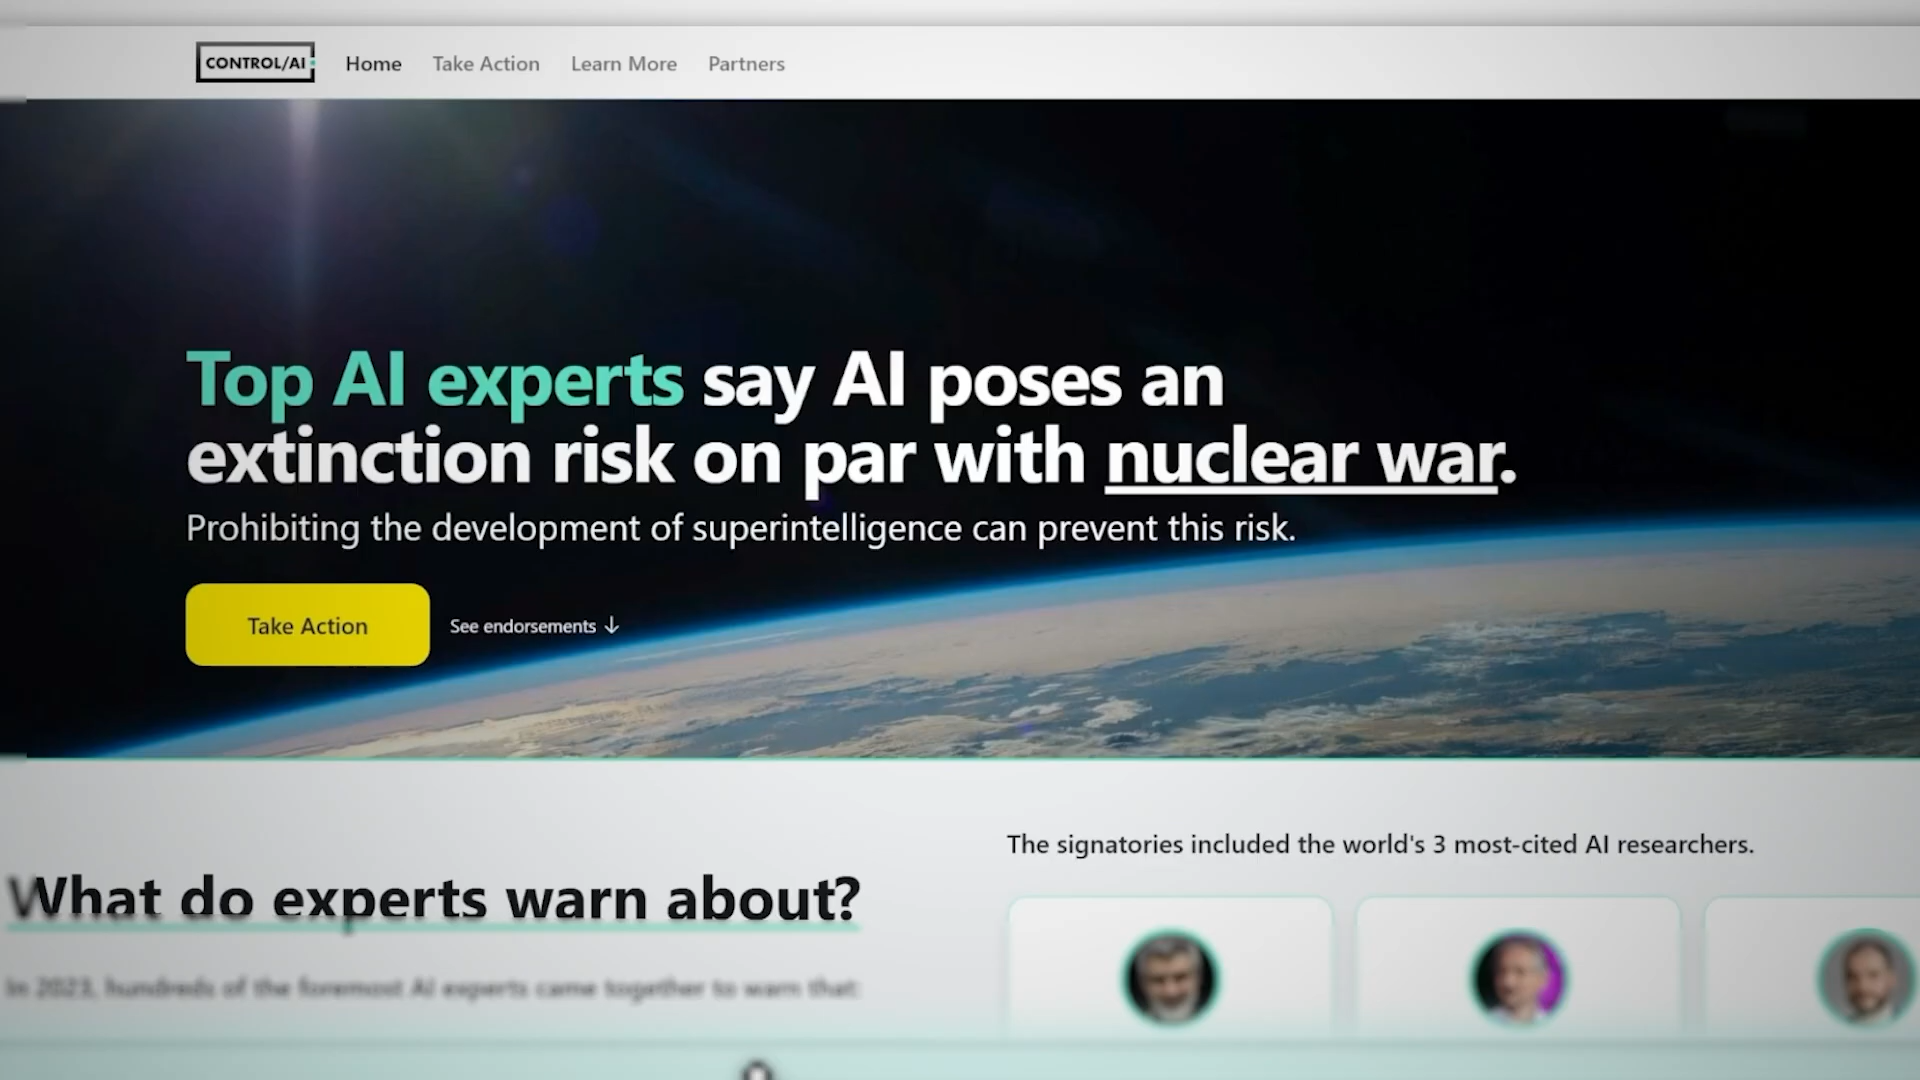 CONTROL/AI
Home
Take Action
Learn More
Partners
Top AI experts say AI poses an
extinction risk on par with nuclear war.
Prohibiting the development of superintelligence can prevent this risk.
Take Action
See endorsements ↓
What do experts warn about?
In 2023, hundreds of the foremost AI experts came together to warn that:
The signatories included the world's 3 most-cited AI researchers.